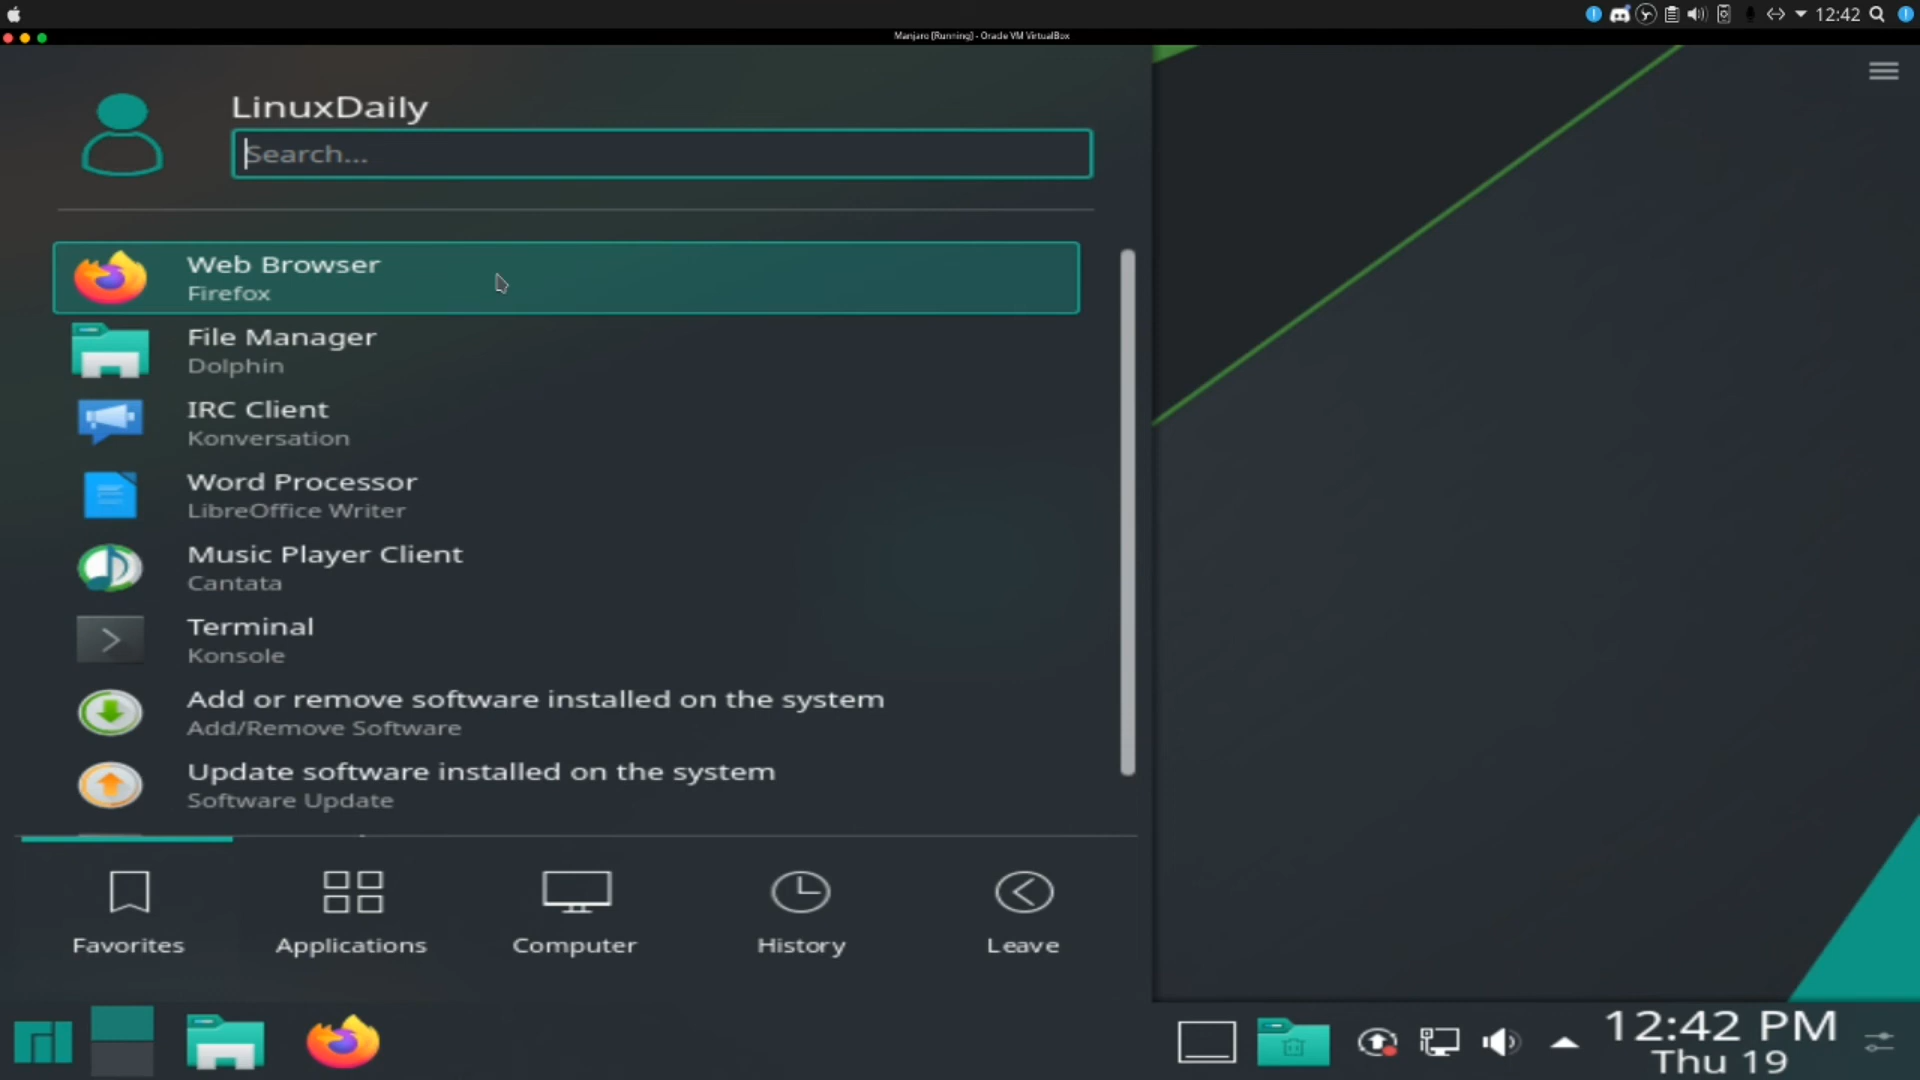 12:42
Manjaro [Running] - Oracle VM VirtualBox
LinuxDaily
Search...
Web Browser
Firefox
File Manager
Dolphin
IRC Client
Konversation
Word Processor
LibreOffice Writer
Music Player Client
Cantata
Terminal
Konsole
Add or remove software installed on the system
Add/Remove Software
Update software installed on the system
Software Update
Favorites
Applications
Computer
History
Leave
12:42 PM
Thu 19